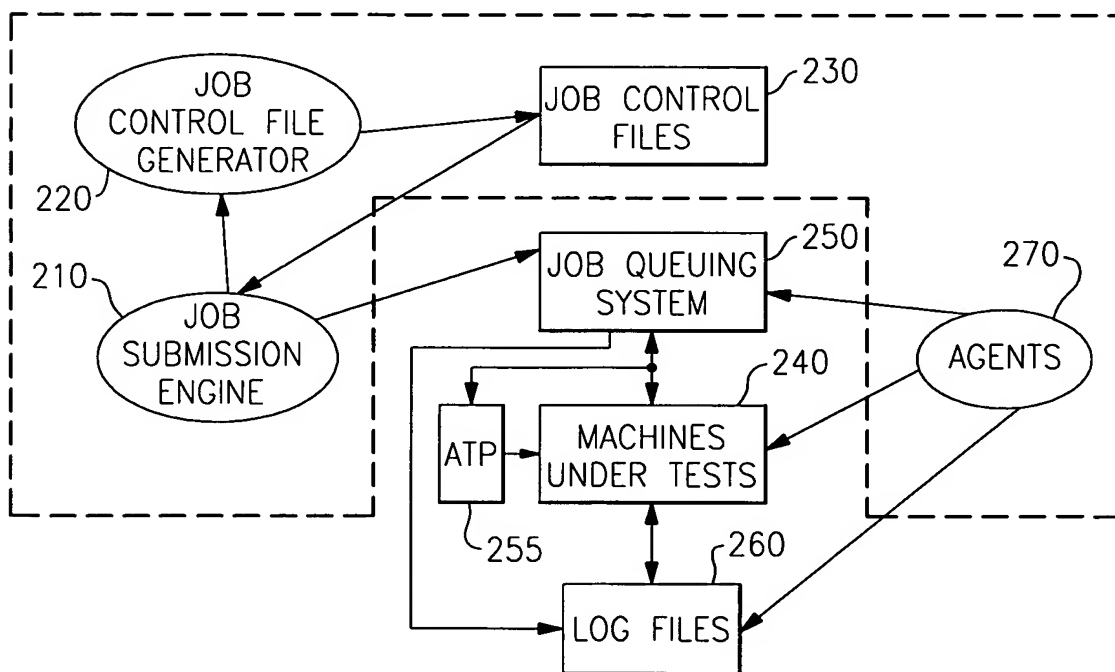 JOB
CONTROL FILE
GENERATOR
220
JOB CONTROL
FILES
230
210
JOB
SUBMISSION
ENGINE
JOB QUEUING
SYSTEM
250
270
AGENTS
240
ATP
MACHINES
UNDER TESTS
255
260
LOG FILES